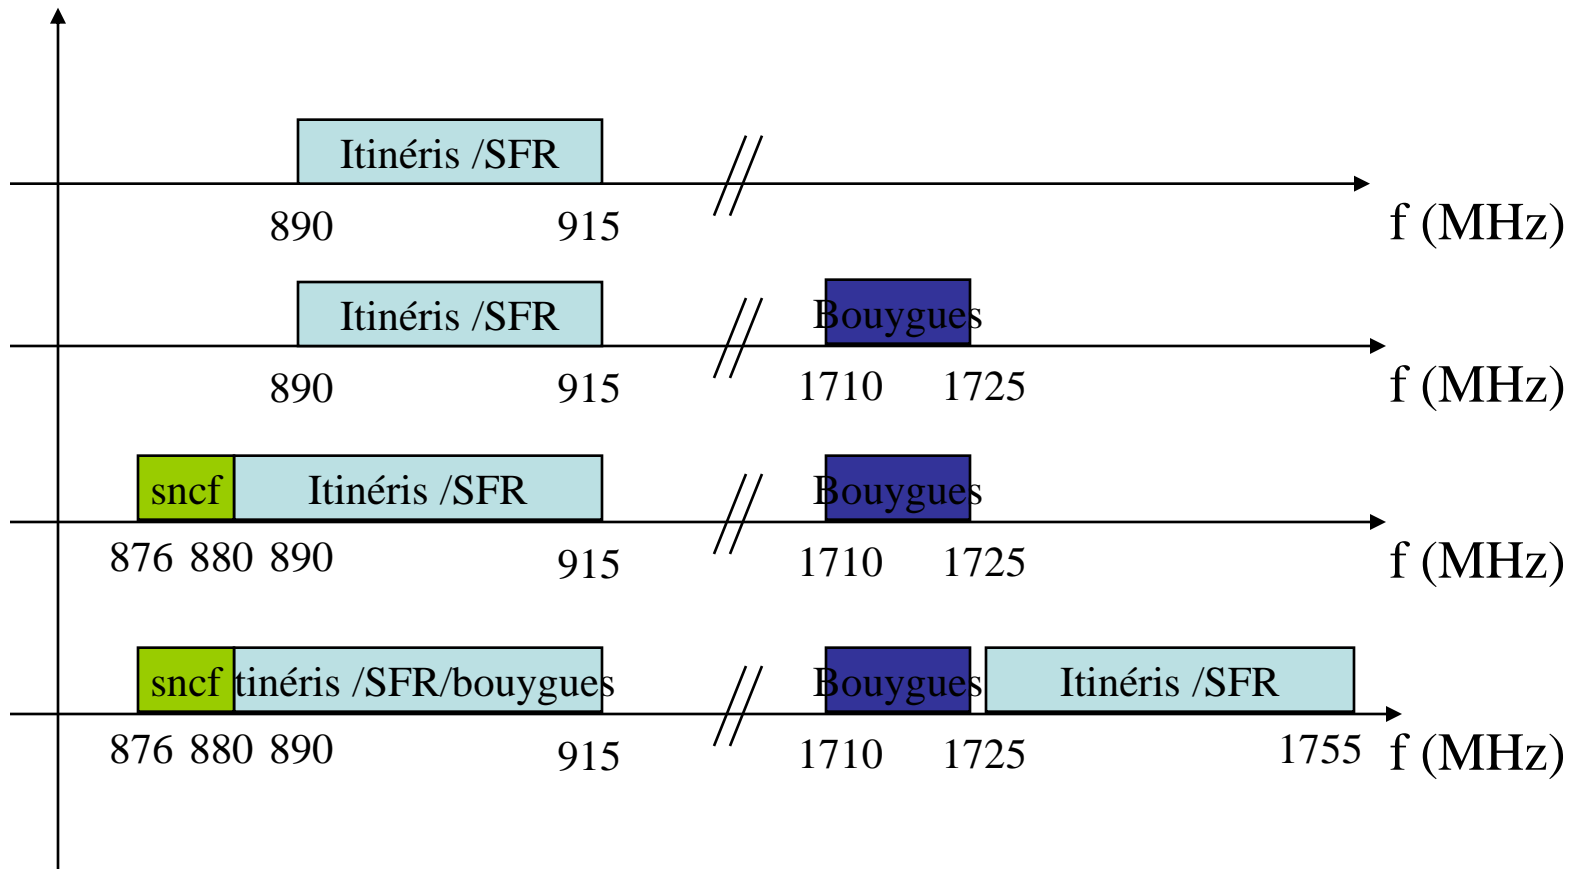 Itinéris /SFR
890 915 f (MHz)
Itinéris /SFR Bouygues
890 915 1710 1725 f (MHz)
sncf Itinéris /SFR Bouygues
876 880 890 915 1710 1725 f (MHz)
sncf tinéris /SFR/bouygues Bouygues Itinéris /SFR
876 880 890 915 1710 1725 1755 f (MHz)